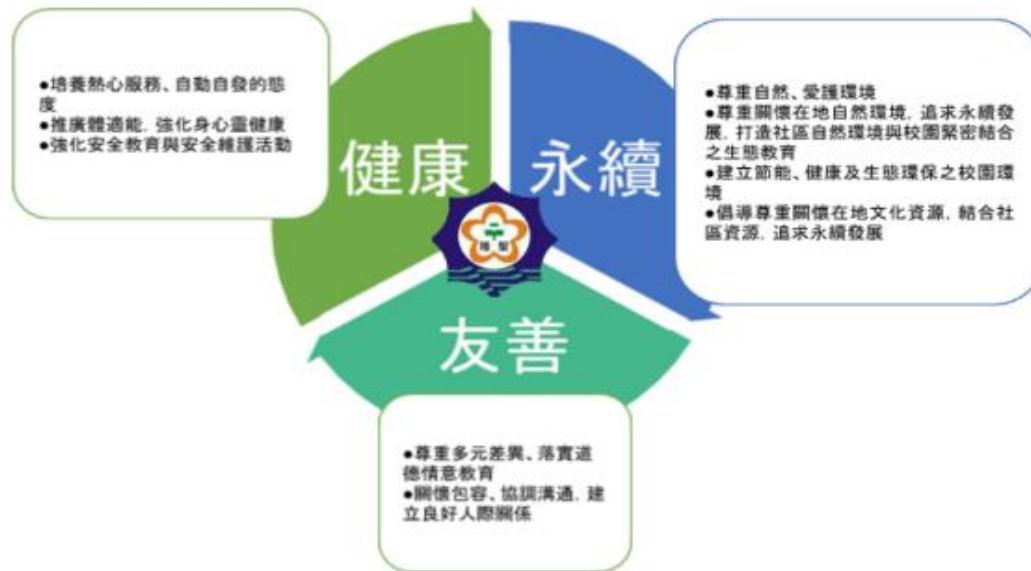 ●培養熱心服務、自動自發的態
度
●推廣體適能，強化身心靈健康
●強化安全教育與安全維護活動
健康
永續
●尊重自然、愛護環境
●尊重關懷在地自然環境，追求永續發
展，打造社區自然環境與校園緊密結合
之生態教育
●建立節能、健康及生態環保之校園環
境
●倡導尊重關懷在地文化資源，結合社
區資源，追求永續發展
友善
●尊重多元差異、落實道
德情意教育
●關懷包容、協調溝通，建
立良好人際關係